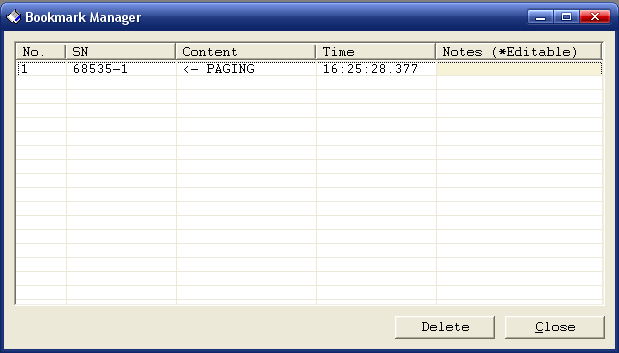 Bookmark Manager
No. SN Content Time Notes (*Editable)
1 68535-1 <- PAGING 16:25:28.377
Delete Close